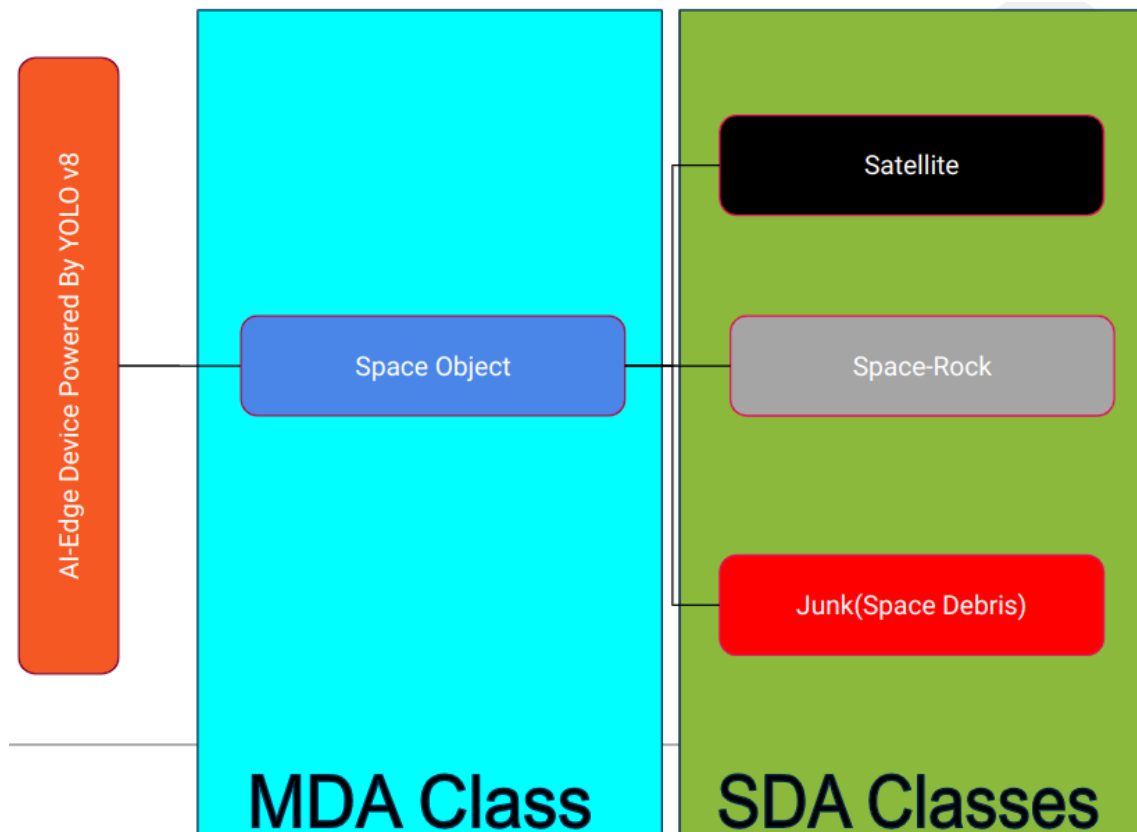 AI-Edge Device Powered By YOLO v8
Space Object
Satellite
Space-Rock
Junk(Space Debris)
MDA Class
SDA Classes